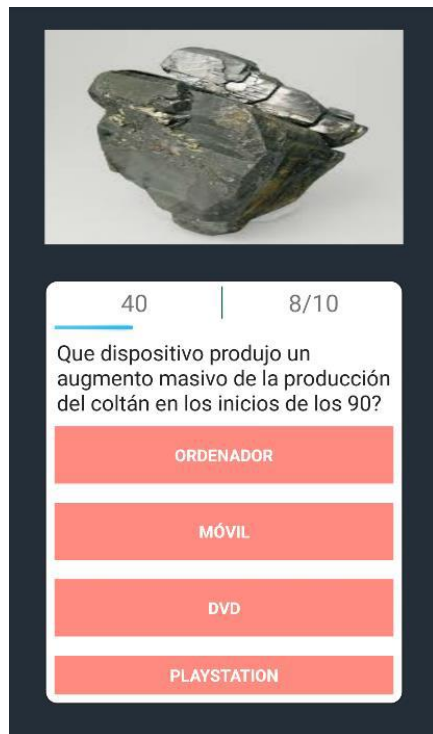 40
8/10
Que dispositivo produjo un
augmento masivo de la producción
del coltán en los inicios de los 90?
ORDENADOR
MÓVIL
DVD
PLAYSTATION